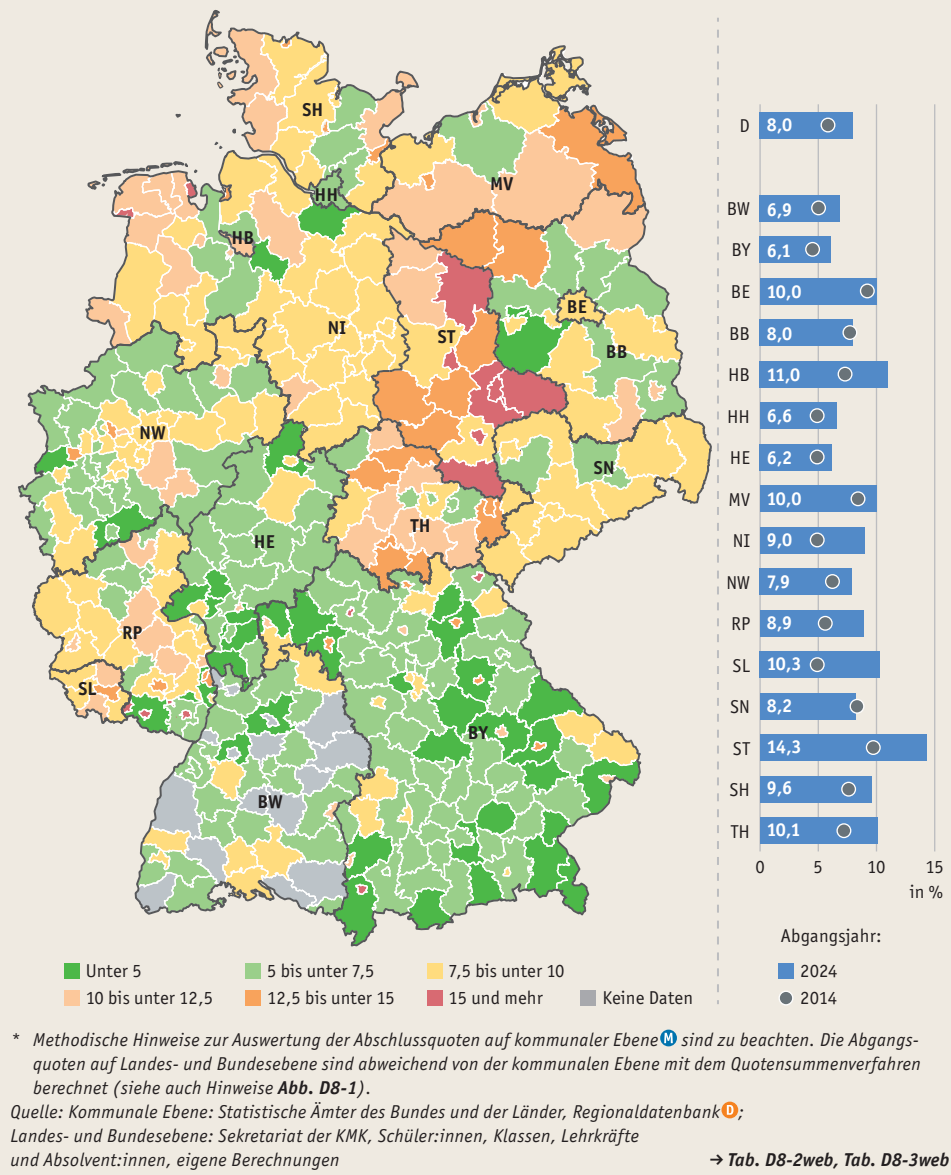 SH
MV
HH
HB
NI
ST
BE
BB
NW
SN
HE
TH
RP
SL
BY
BW
D 8,0
BW 6,9
BY 6,1
BE 10,0
BB 8,0
HB 11,0
HH 6,6
HE 6,2
MV 10,0
NI 9,0
NW 7,9
RP 8,9
SL 10,3
SN 8,2
ST 14,3
SH 9,6
TH 10,1
0 5 10 15
in %
Abgangsjahr:
2024
2014
Unter 5 5 bis unter 7,5 7,5 bis unter 10
10 bis unter 12,5 12,5 bis unter 15 15 und mehr Keine Daten
* Methodische Hinweise zur Auswertung der Abschlussquoten auf kommunaler Ebene M sind zu beachten. Die Abgangs-
quoten auf Landes- und Bundesebene sind abweichend von der kommunalen Ebene mit dem Quotensummenverfahren
berechnet (siehe auch Hinweise Abb. D8-1).
Quelle: Kommunale Ebene: Statistische Ämter des Bundes und der Länder, Regionaldatenbank D;
Landes- und Bundesebene: Sekretariat der KMK, Schüler:innen, Klassen, Lehrkräfte
und Absolvent:innen, eigene Berechnungen → Tab. D8-2web, Tab. D8-3web